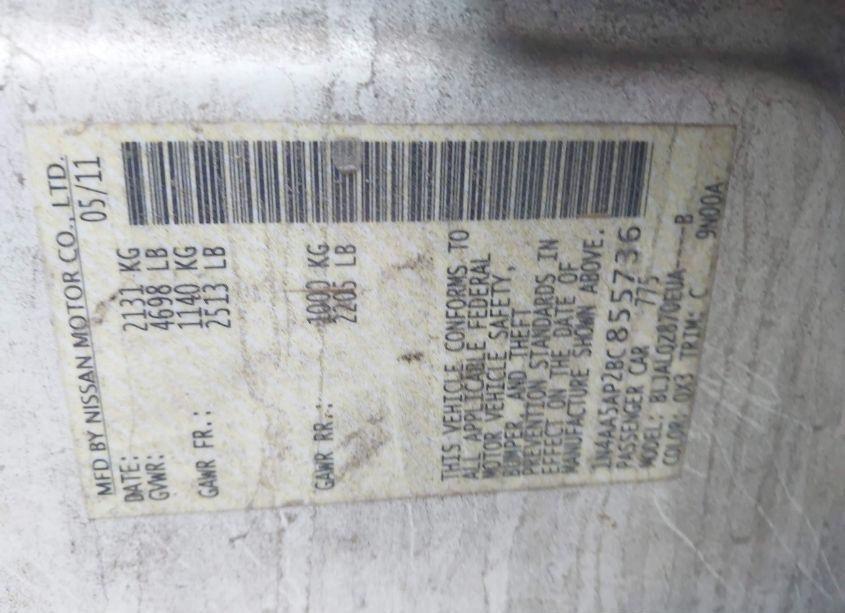 MFD BY NISSAN MOTOR CO., LTD.
DATE: 05/11
GVWR: 2131 KG
4698 LB
GAWR FR.: 1140 KG
2513 LB
GAWR RR.: 1000 KG
2205 LB
THIS VEHICLE CONFORMS TO
ALL APPLICABLE FEDERAL
MOTOR VEHICLE SAFETY,
BUMPER AND THEFT
PREVENTION STANDARDS IN
EFFECT ON THE DATE OF
MANUFACTURE SHOWN ABOVE.
1N4AA5AP2BC855736
PASSENGER CAR 775
MODEL: BLJALQZ870EUA----B
COLOR: QX3 TRIM: C 9N00A